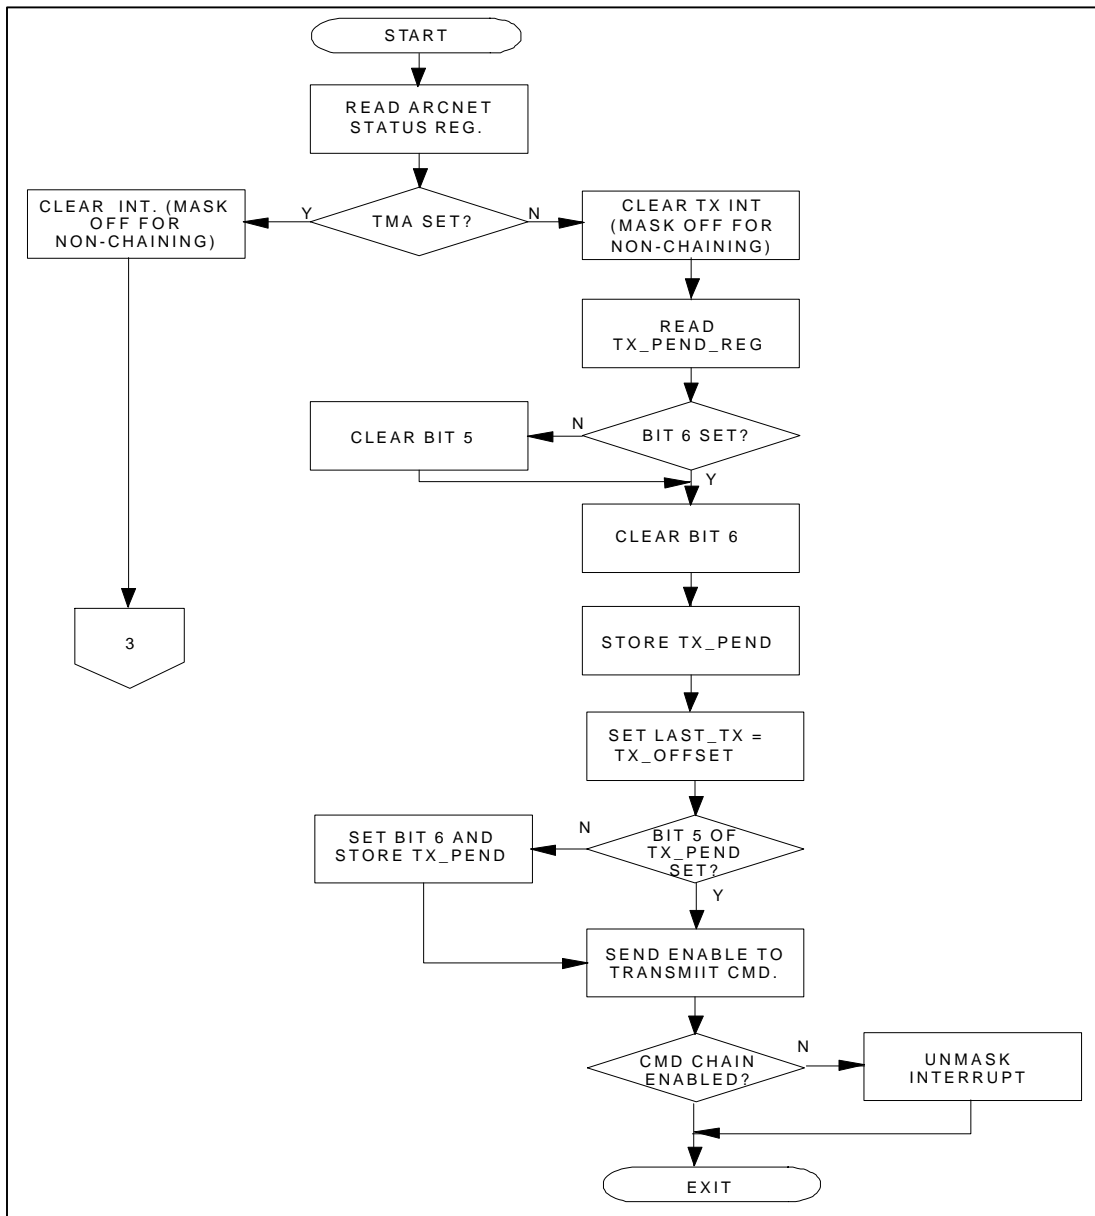 START
READ ARCNET
STATUS REG.
TMA SET?
Y
N
CLEAR INT. (MASK
OFF FOR
NON-CHAINING)
CLEAR TX INT
(MASK OFF FOR
NON-CHAINING)
READ
TX_PEND_REG
BIT 6 SET?
N
Y
CLEAR BIT 5
CLEAR BIT 6
3
STORE TX_PEND
SET LAST_TX =
TX_OFFSET
BIT 5 OF
TX_PEND
SET?
N
Y
SET BIT 6 AND
STORE TX_PEND
SEND ENABLE TO
TRANSMIIT CMD.
CMD CHAIN
ENABLED?
N
UNMASK
INTERRUPT
EXIT